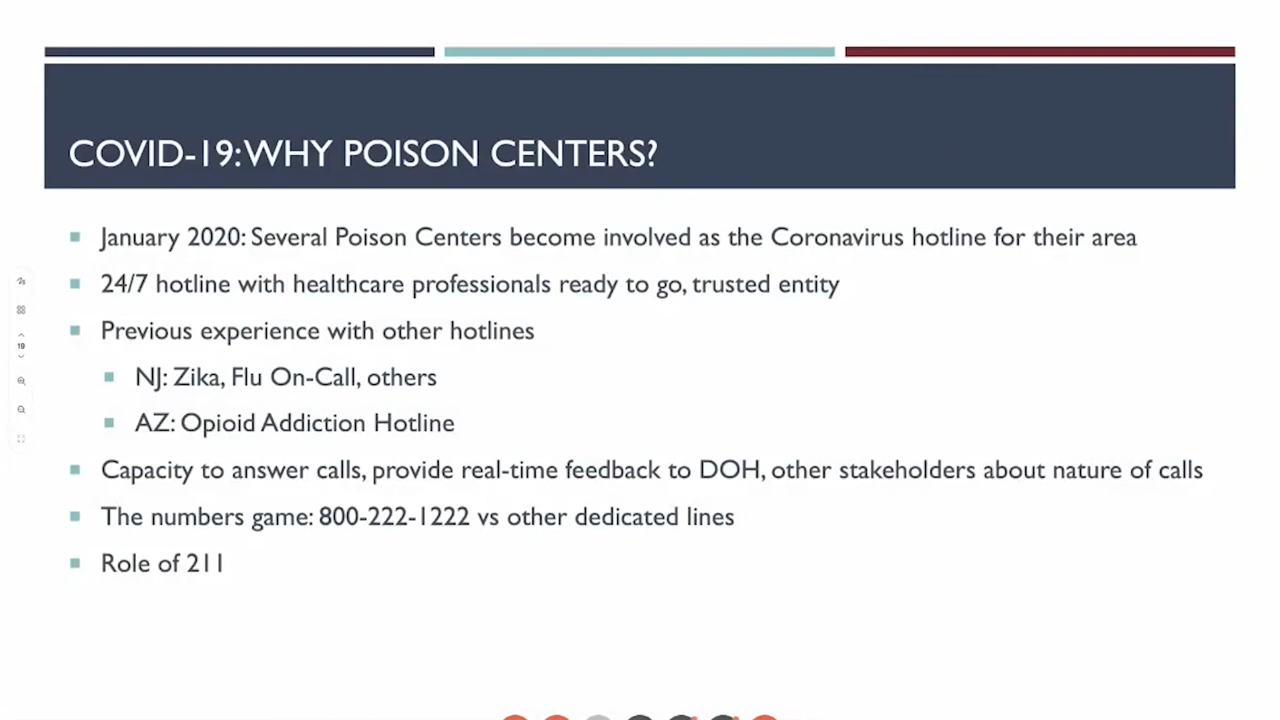 COVID-19: WHY POISON CENTERS?
January 2020: Several Poison Centers become involved as the Coronavirus hotline for their area
24/7 hotline with healthcare professionals ready to go, trusted entity
Previous experience with other hotlines
NJ: Zika, Flu On-Call, others
AZ: Opioid Addiction Hotline
Capacity to answer calls, provide real-time feedback to DOH, other stakeholders about nature of calls
The numbers game: 800-222-1222 vs other dedicated lines
Role of 211
19